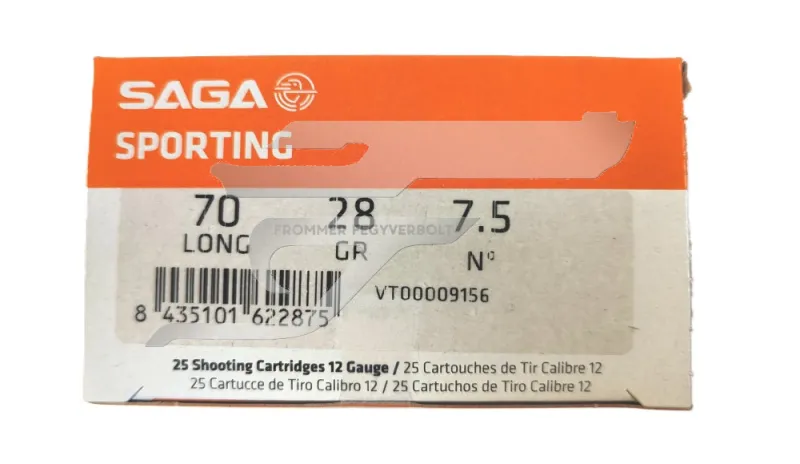 SAGA
SPORTING
70 28 7.5
FROMMER FEGYVERBOLT
LONG GR Nº
VT00009156
8 435101 622875
25 Shooting Cartridges 12 Gauge / 25 Cartouches de Tir Calibre 12
25 Cartucce de Tiro Calibro 12 / 25 Cartuchos de Tiro Calibre 12